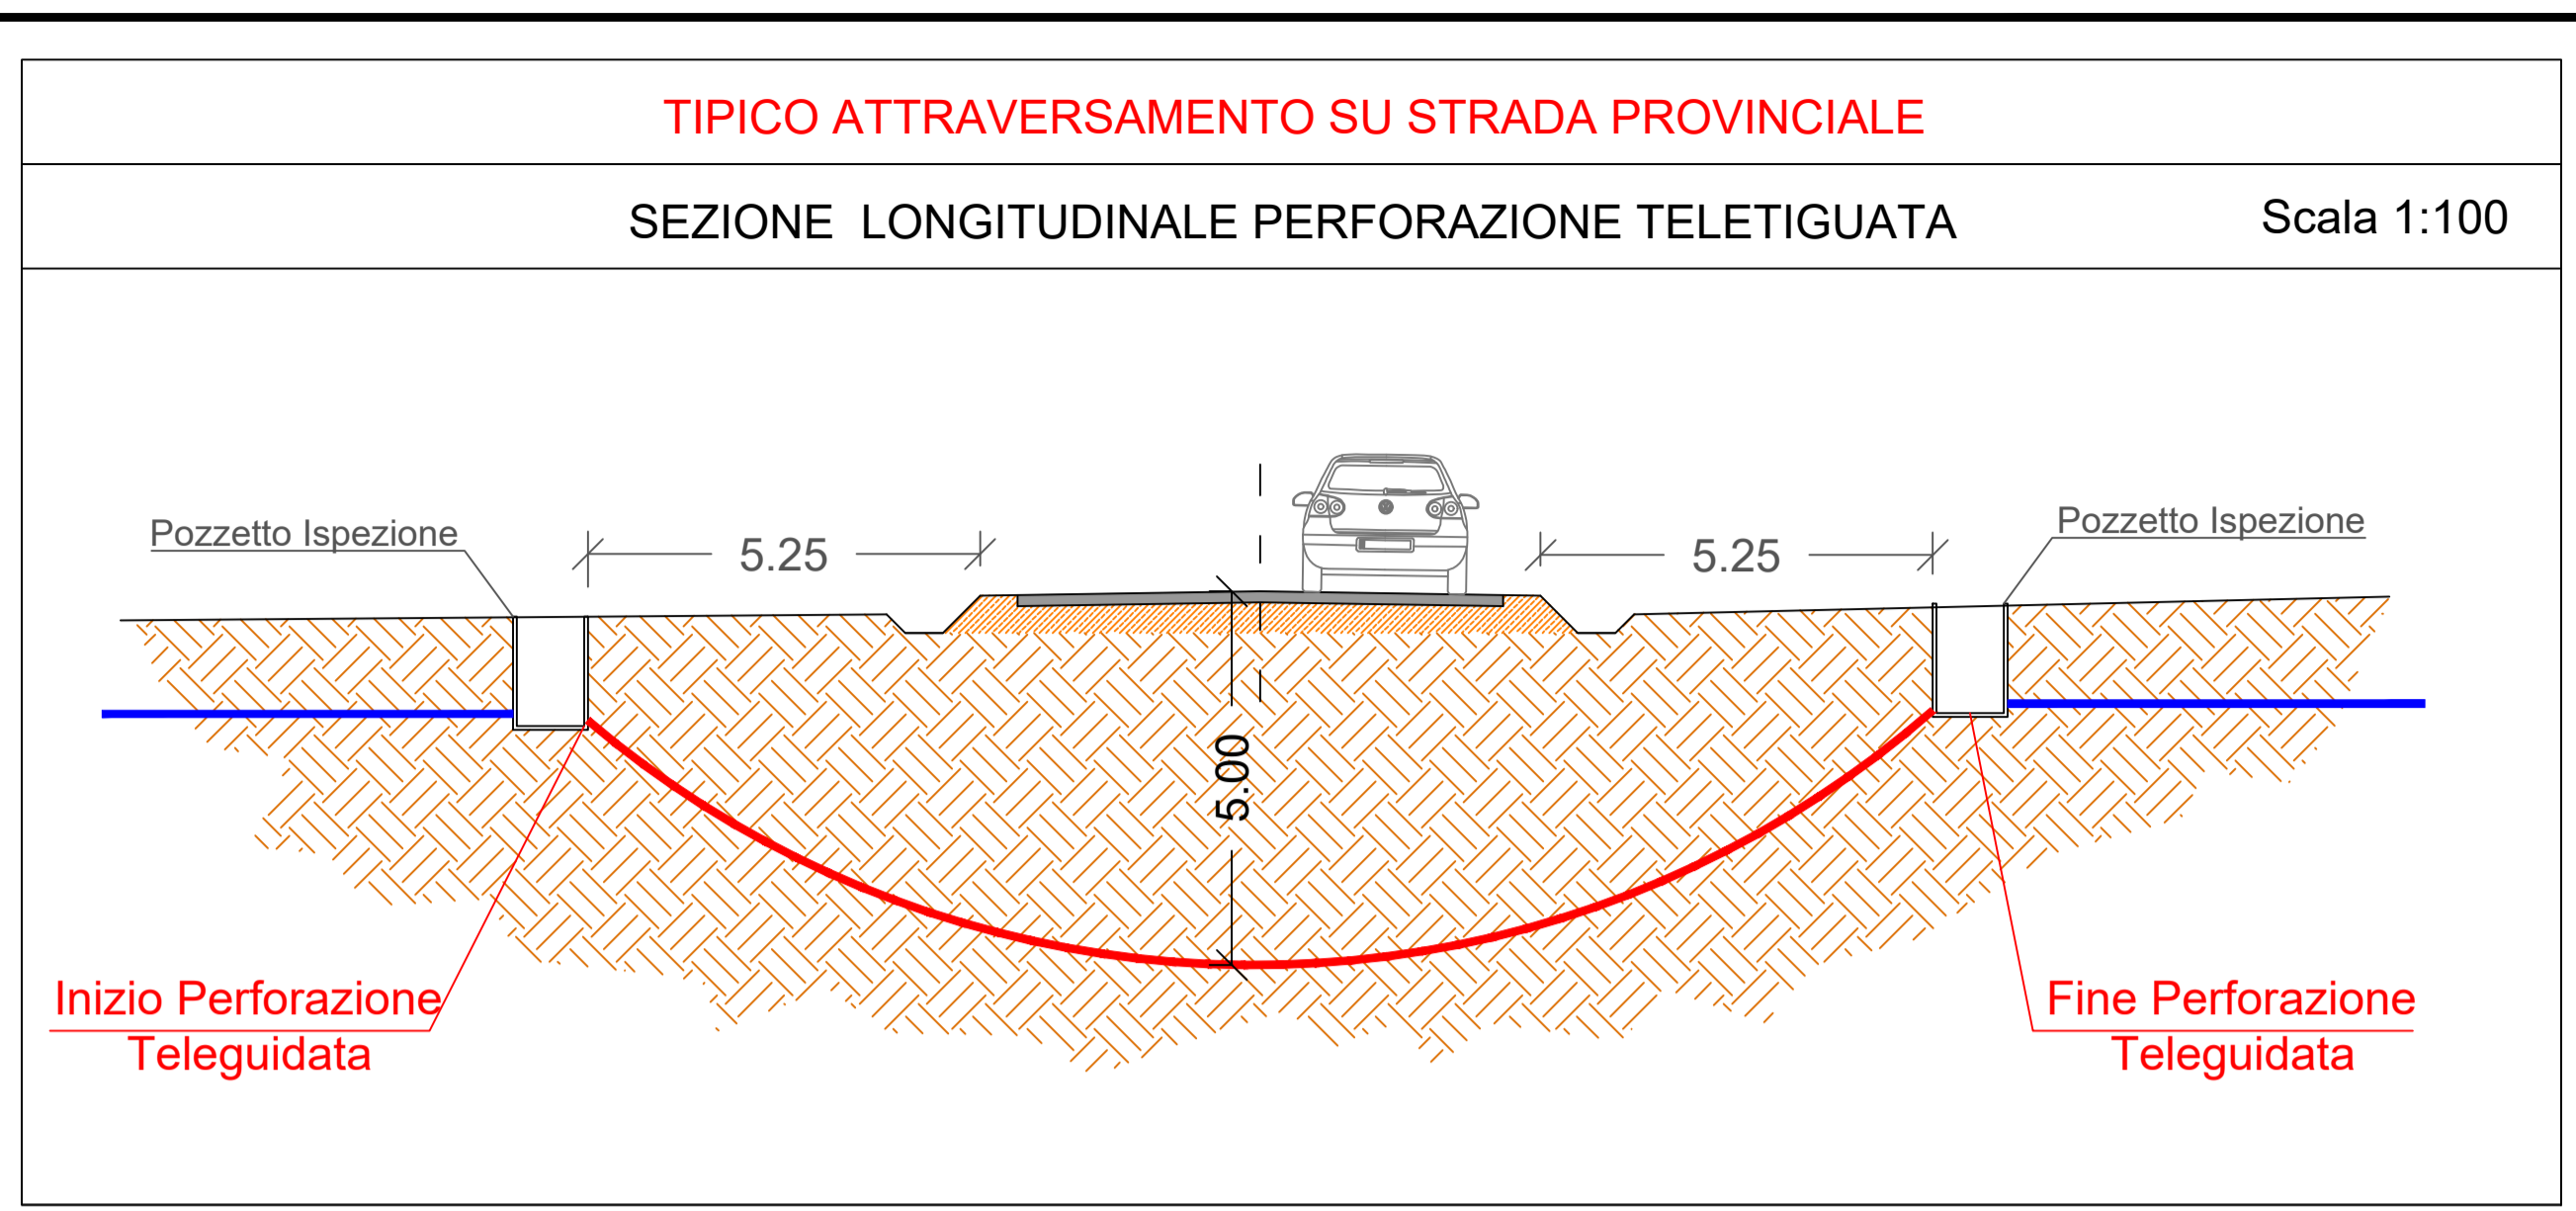 TIPICO ATTRAVERSAMENTO SU STRADA PROVINCIALE
SEZIONE LONGITUDINALE PERFORAZIONE TELETIGUATA
Scala 1:100
Pozzetto Ispezione
5.25
5.25
Pozzetto Ispezione
5.00
Inizio Perforazione
Teleguidata
Fine Perforazione
Teleguidata